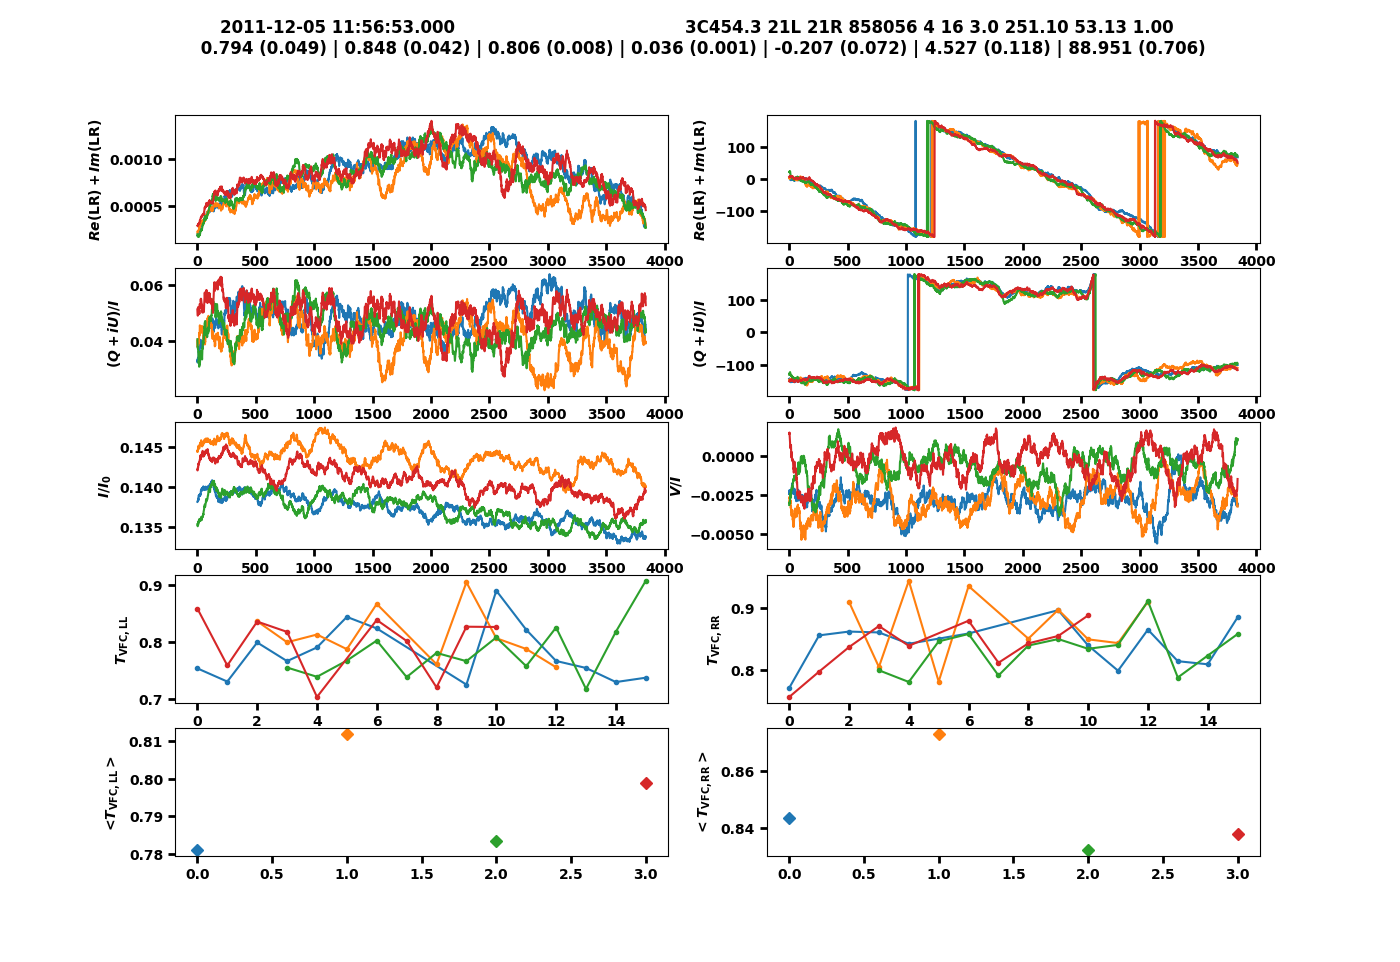 2011-12-05 11:56:53.000 3C454.3 21L 21R 858056 4 16 3.0 251.10 53.13 1.00
0.794 (0.049) | 0.848 (0.042) | 0.806 (0.008) | 0.036 (0.001) | -0.207 (0.072) | 4.527 (0.118) | 88.951 (0.706)
Re(LR) + Im(LR)
0.0010
0.0005
0 500 1000 1500 2000 2500 3000 3500 4000
Re(LR) + Im(LR)
100
0
−100
0 500 1000 1500 2000 2500 3000 3500 4000
(Q + iU)/I
0.06
0.04
0 500 1000 1500 2000 2500 3000 3500 4000
(Q + iU)/I
100
0
−100
0 500 1000 1500 2000 2500 3000 3500 4000
I/I0
0.145
0.140
0.135
0 500 1000 1500 2000 2500 3000 3500 4000
V/I
0.0000
−0.0025
−0.0050
0 500 1000 1500 2000 2500 3000 3500 4000
TVFC, LL
0.9
0.8
0.7
0 2 4 6 8 10 12 14
TVFC, RR
0.9
0.8
0 2 4 6 8 10 12 14
<TVFC, LL >
0.81
0.80
0.79
0.78
0.0 0.5 1.0 1.5 2.0 2.5 3.0
< TVFC, RR >
0.86
0.84
0.0 0.5 1.0 1.5 2.0 2.5 3.0